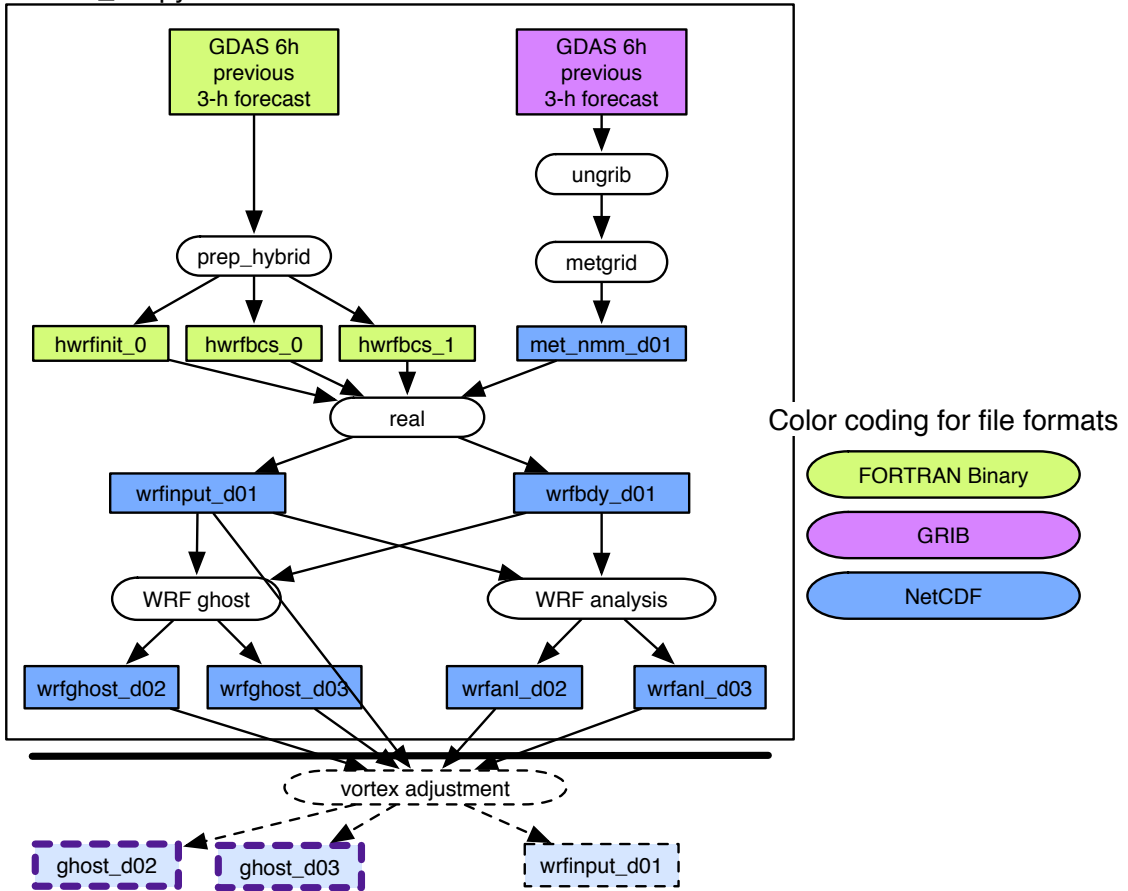 GDAS 6h
previous
3-h forecast
GDAS 6h
previous
3-h forecast
ungrib
prep_hybrid
metgrid
hwrfinit_0
hwrfbcs_0
hwrfbcs_1
met_nmm_d01
real
Color coding for file formats
wrfinput_d01
wrfbdy_d01
FORTRAN Binary
GRIB
WRF ghost
WRF analysis
NetCDF
wrfghost_d02
wrfghost_d03
wrfanl_d02
wrfanl_d03
vortex adjustment
ghost_d02
ghost_d03
wrfinput_d01